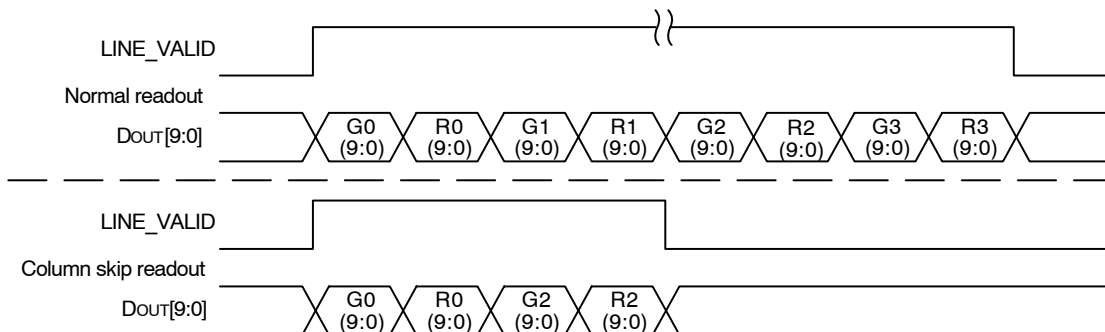 LINE_VALID
Normal readout
DOUT[9:0]
G0 R0 G1 R1 G2 R2 G3 R3
(9:0) (9:0) (9:0) (9:0) (9:0) (9:0) (9:0) (9:0)
LINE_VALID
Column skip readout
DOUT[9:0]
G0 R0 G2 R2
(9:0) (9:0) (9:0) (9:0)